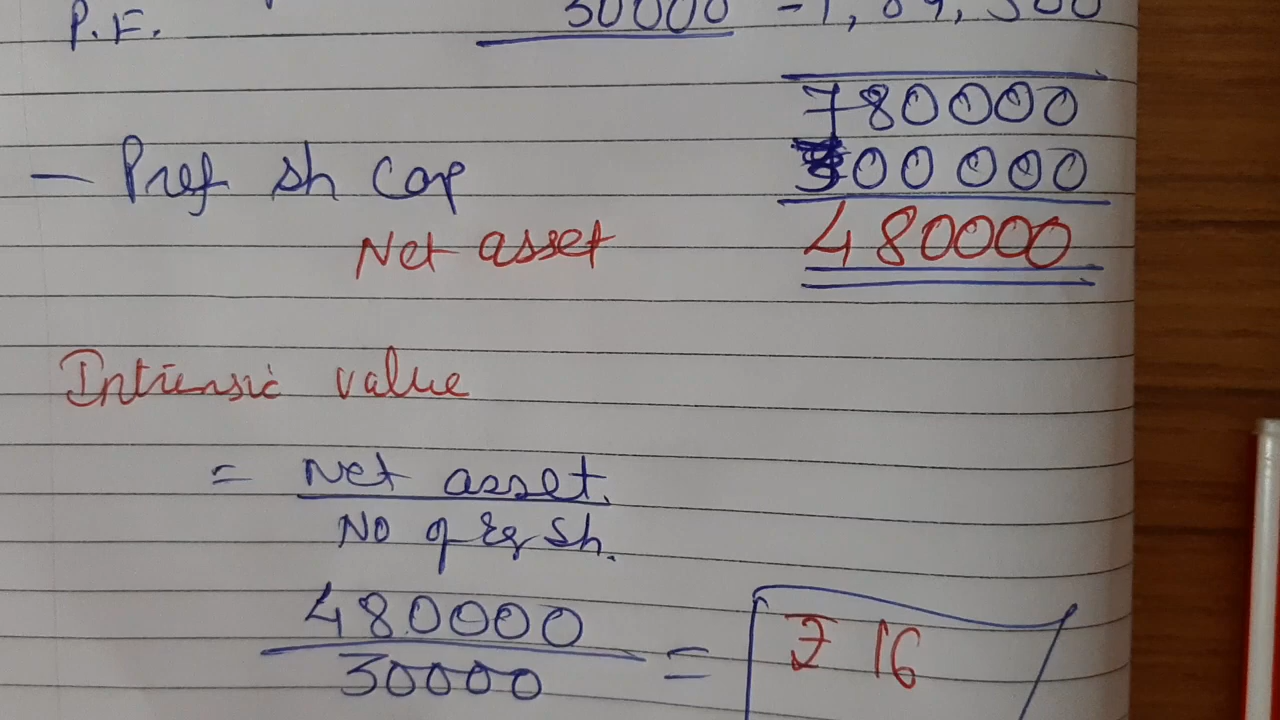 P.F. 30000
780000
– Pref sh Cap 300000
Net asset 480000
Intrinsic value
= Net asset.
No of Eq Sh.
480000
30000 = ₹ 16